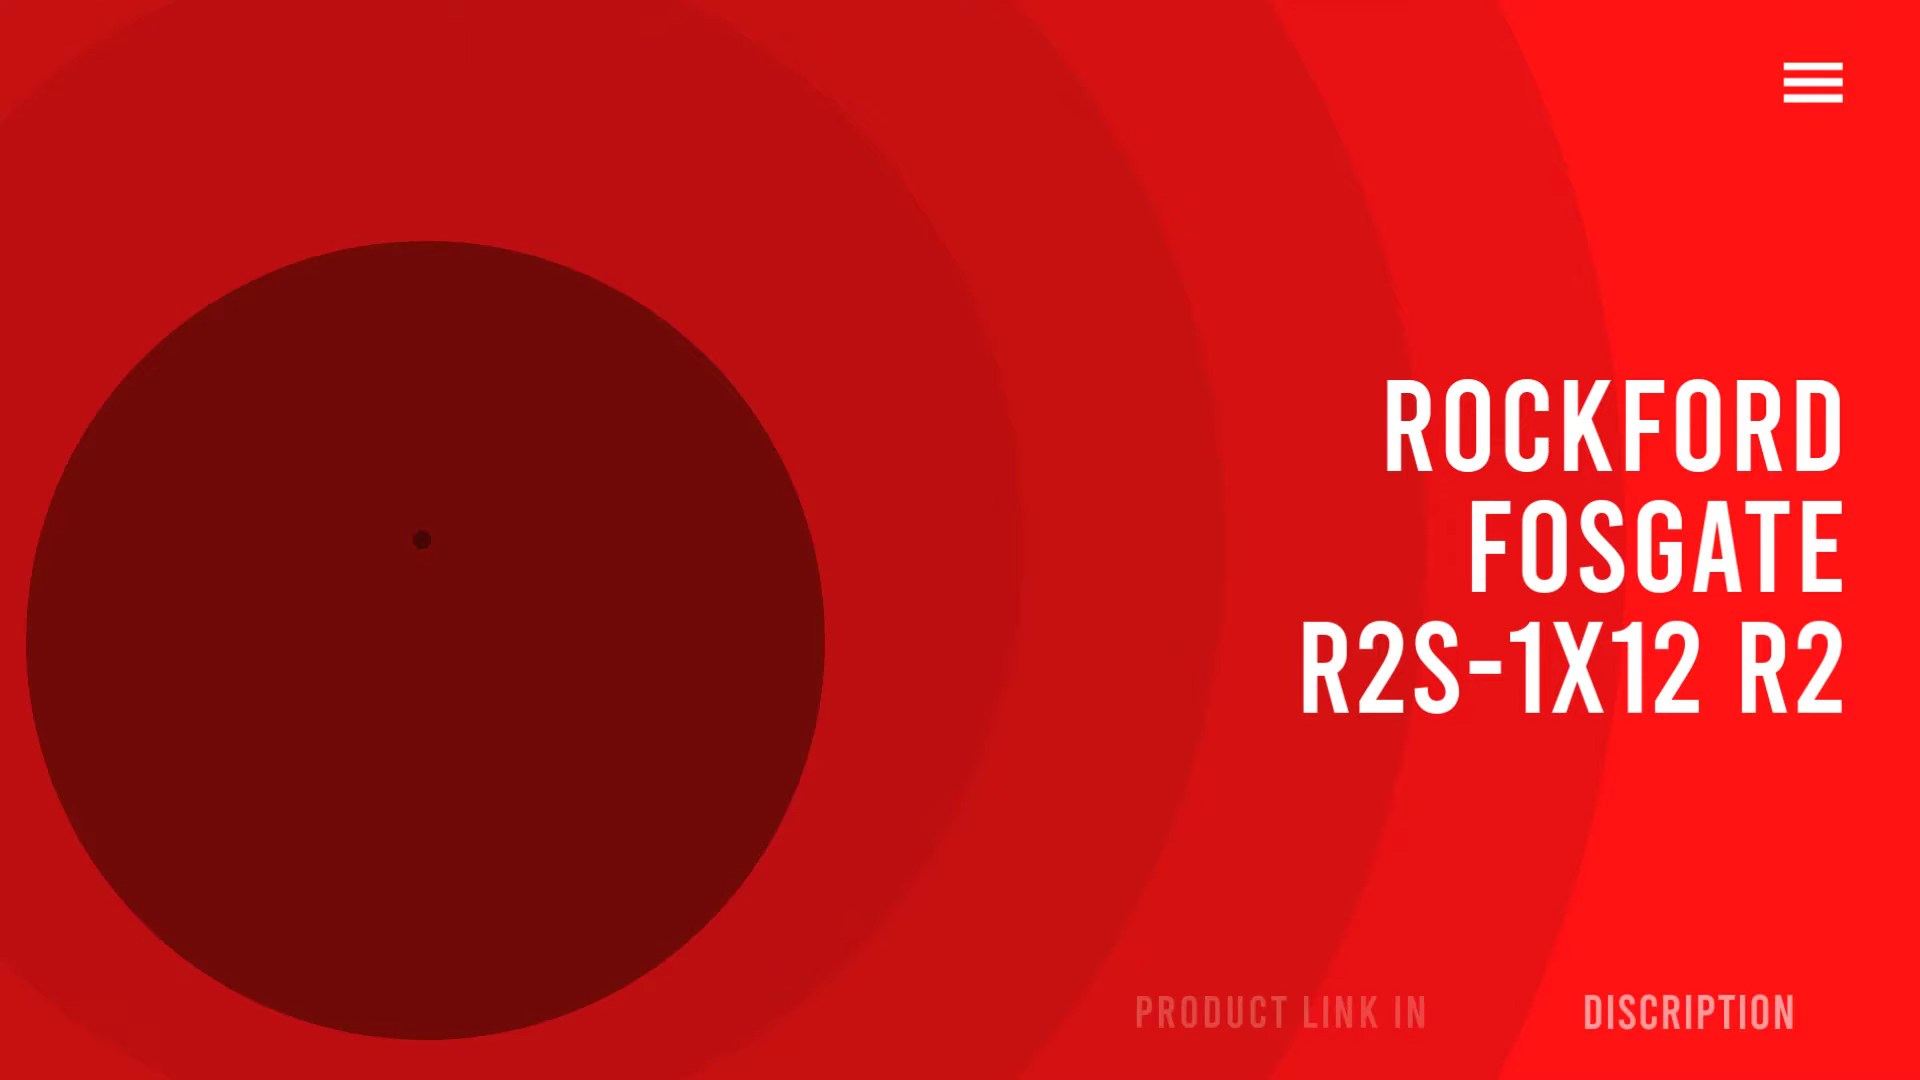 ROCKFORD
FOSGATE
R2S-1X12 R2
PRODUCT LINK IN DISCRIPTION